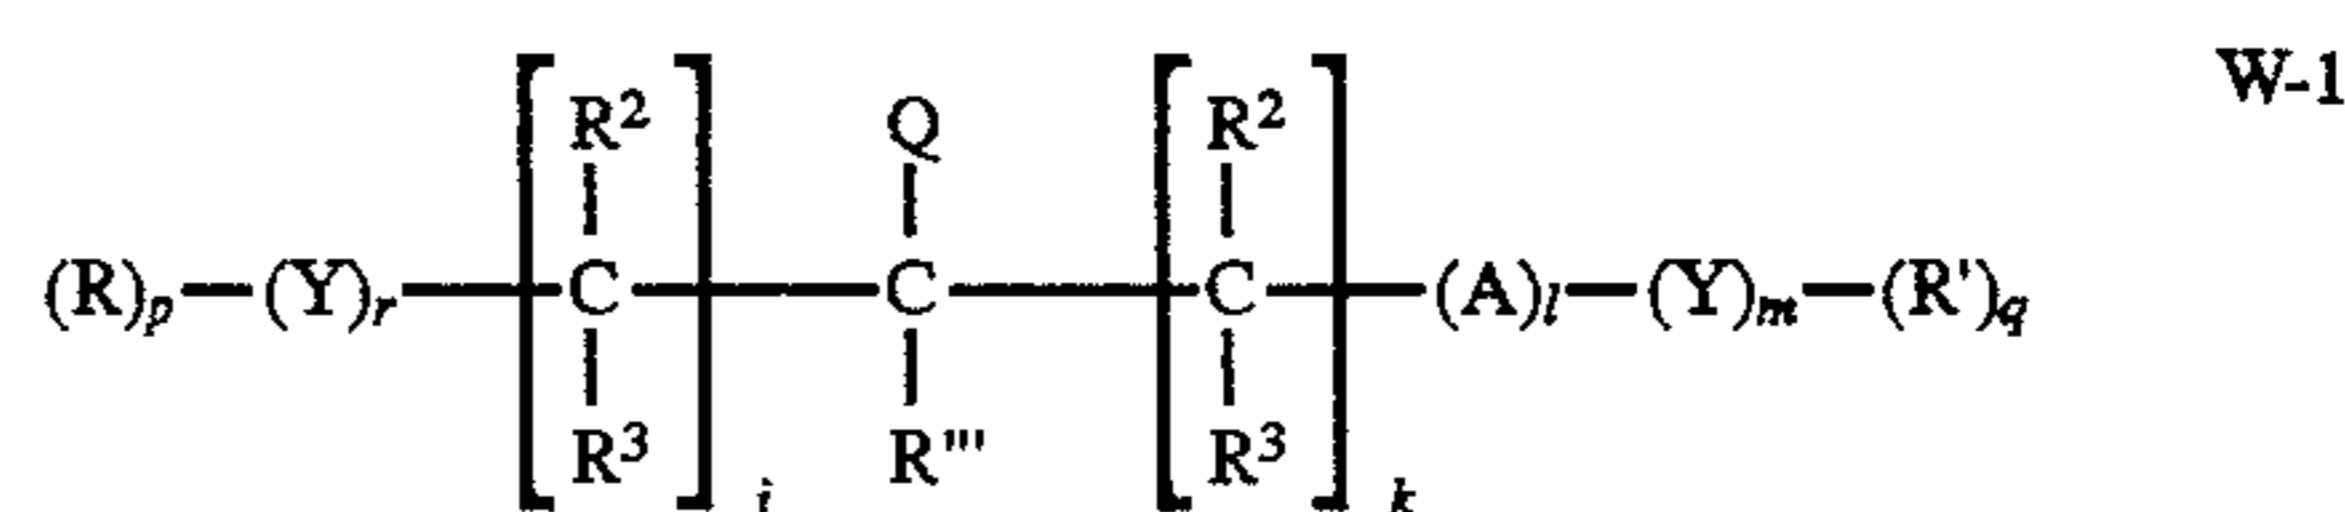 W-1
R² Q R²
(R)p—(Y)r—C—C—C—(A)l—(Y)m—(R')q
R³ R''' R³
k